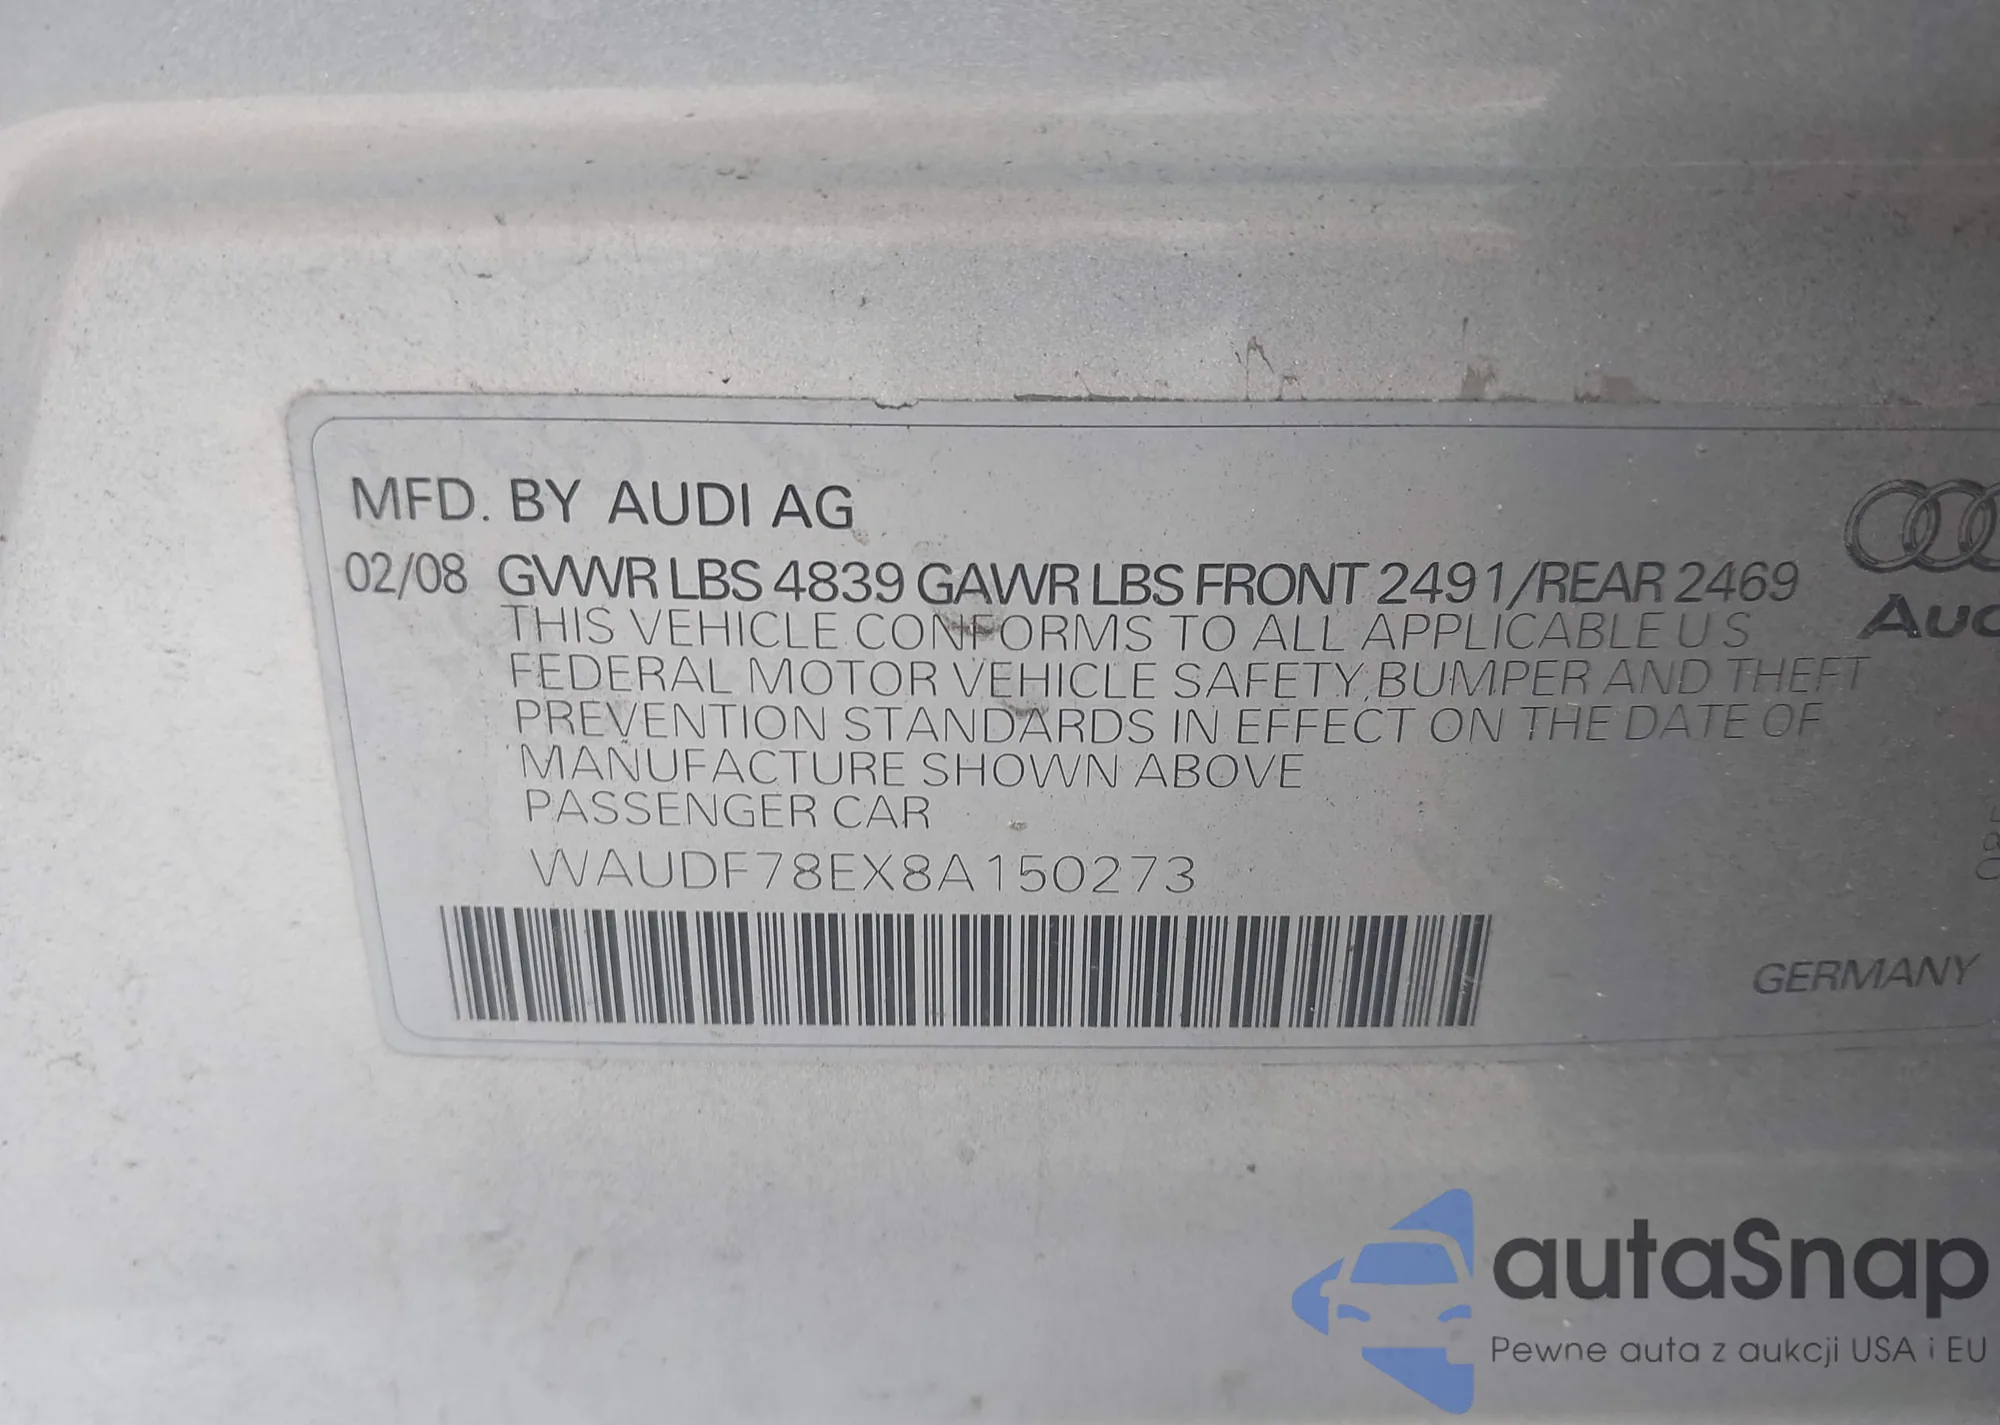 MFD. BY AUDI AG
02/08 GVWR LBS 4839 GAWR LBS FRONT 2491/REAR 2469
THIS VEHICLE CONFORMS TO ALL APPLICABLE U S
FEDERAL MOTOR VEHICLE SAFETY, BUMPER AND THEFT
PREVENTION STANDARDS IN EFFECT ON THE DATE OF
MANUFACTURE SHOWN ABOVE
PASSENGER CAR
WAUDF78EX8A150273
GERMANY
autaSnap
Pewne auta z aukcji USA i EU